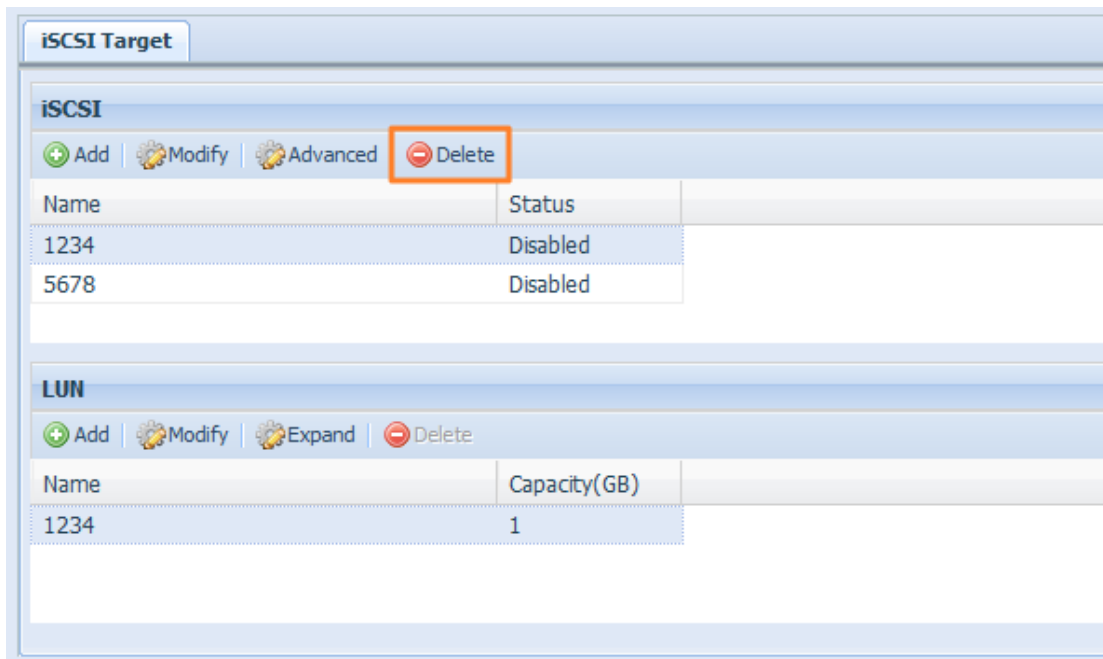 iSCSI Target
iSCSI
Add Modify Advanced Delete
Name Status
1234 Disabled
5678 Disabled
LUN
Add Modify Expand Delete
Name Capacity(GB)
1234 1